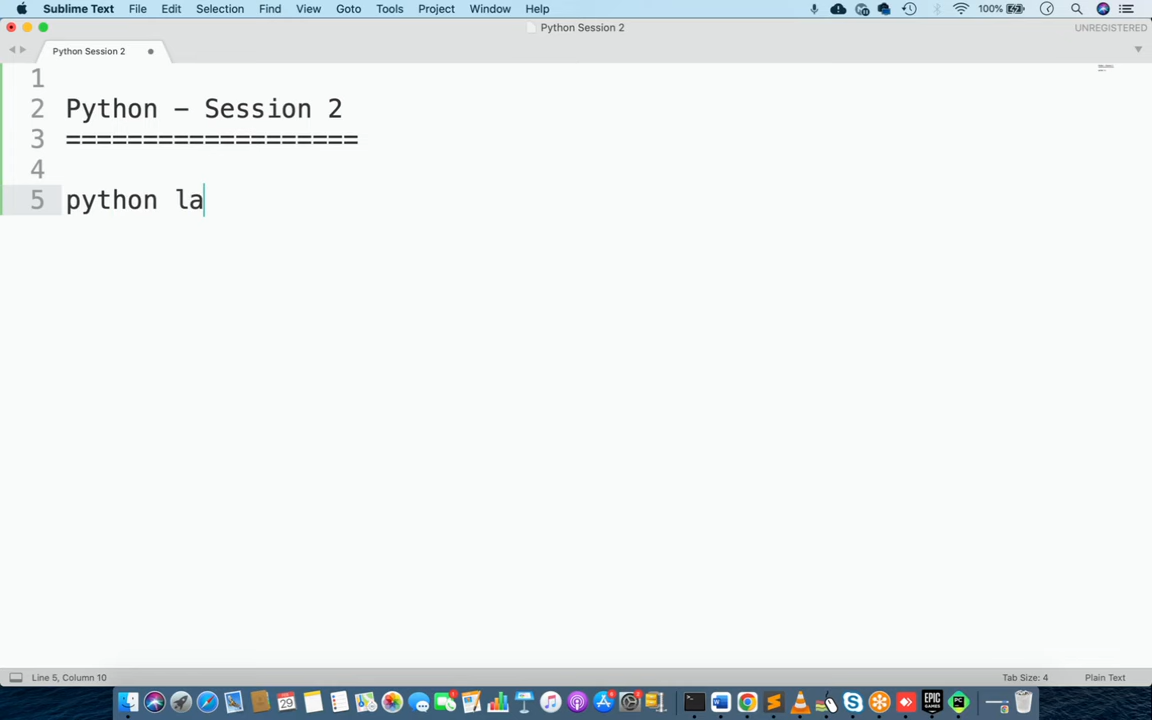 Sublime Text File Edit Selection Find View Goto Tools Project Window Help 100%
Python Session 2
UNREGISTERED
Python Session 2
1
2 Python - Session 2
3 ===================
4
5 python la
Line 5, Column 10 Tab Size: 4 Plain Text